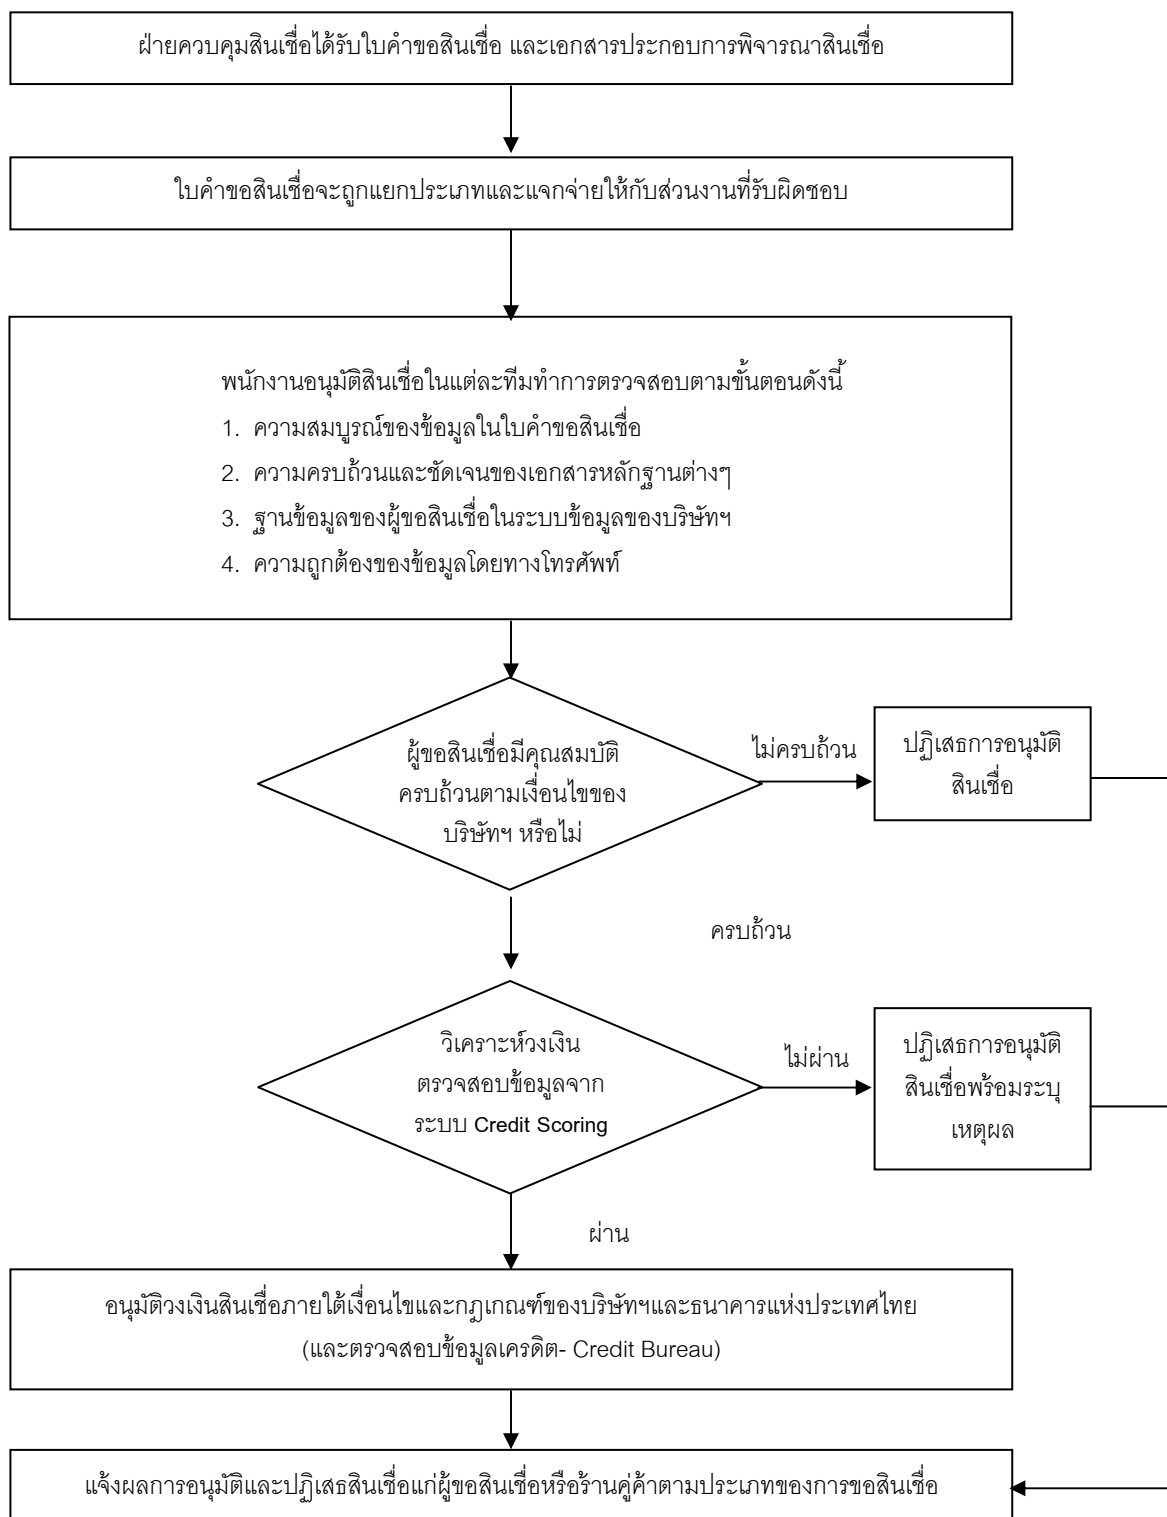 ฝ่ายควบคุมสินเชื่อได้รับใบคำขอสินเชื่อ และเอกสารประกอบการพิจารณาสินเชื่อ
ใบคำขอสินเชื่อจะถูกแยกประเภทและแจกจ่ายให้กับส่วนงานที่รับผิดชอบ
พนักงานอนุมัติสินเชื่อในแต่ละทีมทำการตรวจสอบตามขั้นตอนดังนี้
1. ความสมบูรณ์ของข้อมูลในใบคำขอสินเชื่อ
2. ความครบถ้วนและชัดเจนของเอกสารหลักฐานต่างๆ
3. ฐานข้อมูลของผู้ขอสินเชื่อในระบบข้อมูลของบริษัทฯ
4. ความถูกต้องของข้อมูลโดยทางโทรศัพท์
ผู้ขอสินเชื่อมีคุณสมบัติ
ครบถ้วนตามเงื่อนไขของ
บริษัทฯ หรือไม่
ไม่ครบถ้วน
ปฏิเสธการอนุมัติ
สินเชื่อ
ครบถ้วน
วิเคราะห์วงเงิน
ตรวจสอบข้อมูลจาก
ระบบ Credit Scoring
ไม่ผ่าน
ปฏิเสธการอนุมัติ
สินเชื่อพร้อมระบุ
เหตุผล
ผ่าน
อนุมัติวงเงินสินเชื่อภายใต้เงื่อนไขและกฎเกณฑ์ของบริษัทฯและธนาคารแห่งประเทศไทย
(และตรวจสอบข้อมูลเครดิต- Credit Bureau)
แจ้งผลการอนุมัติและปฏิเสธสินเชื่อแก่ผู้ขอสินเชื่อหรือร้านคู่ค้าตามประเภทของการขอสินเชื่อ